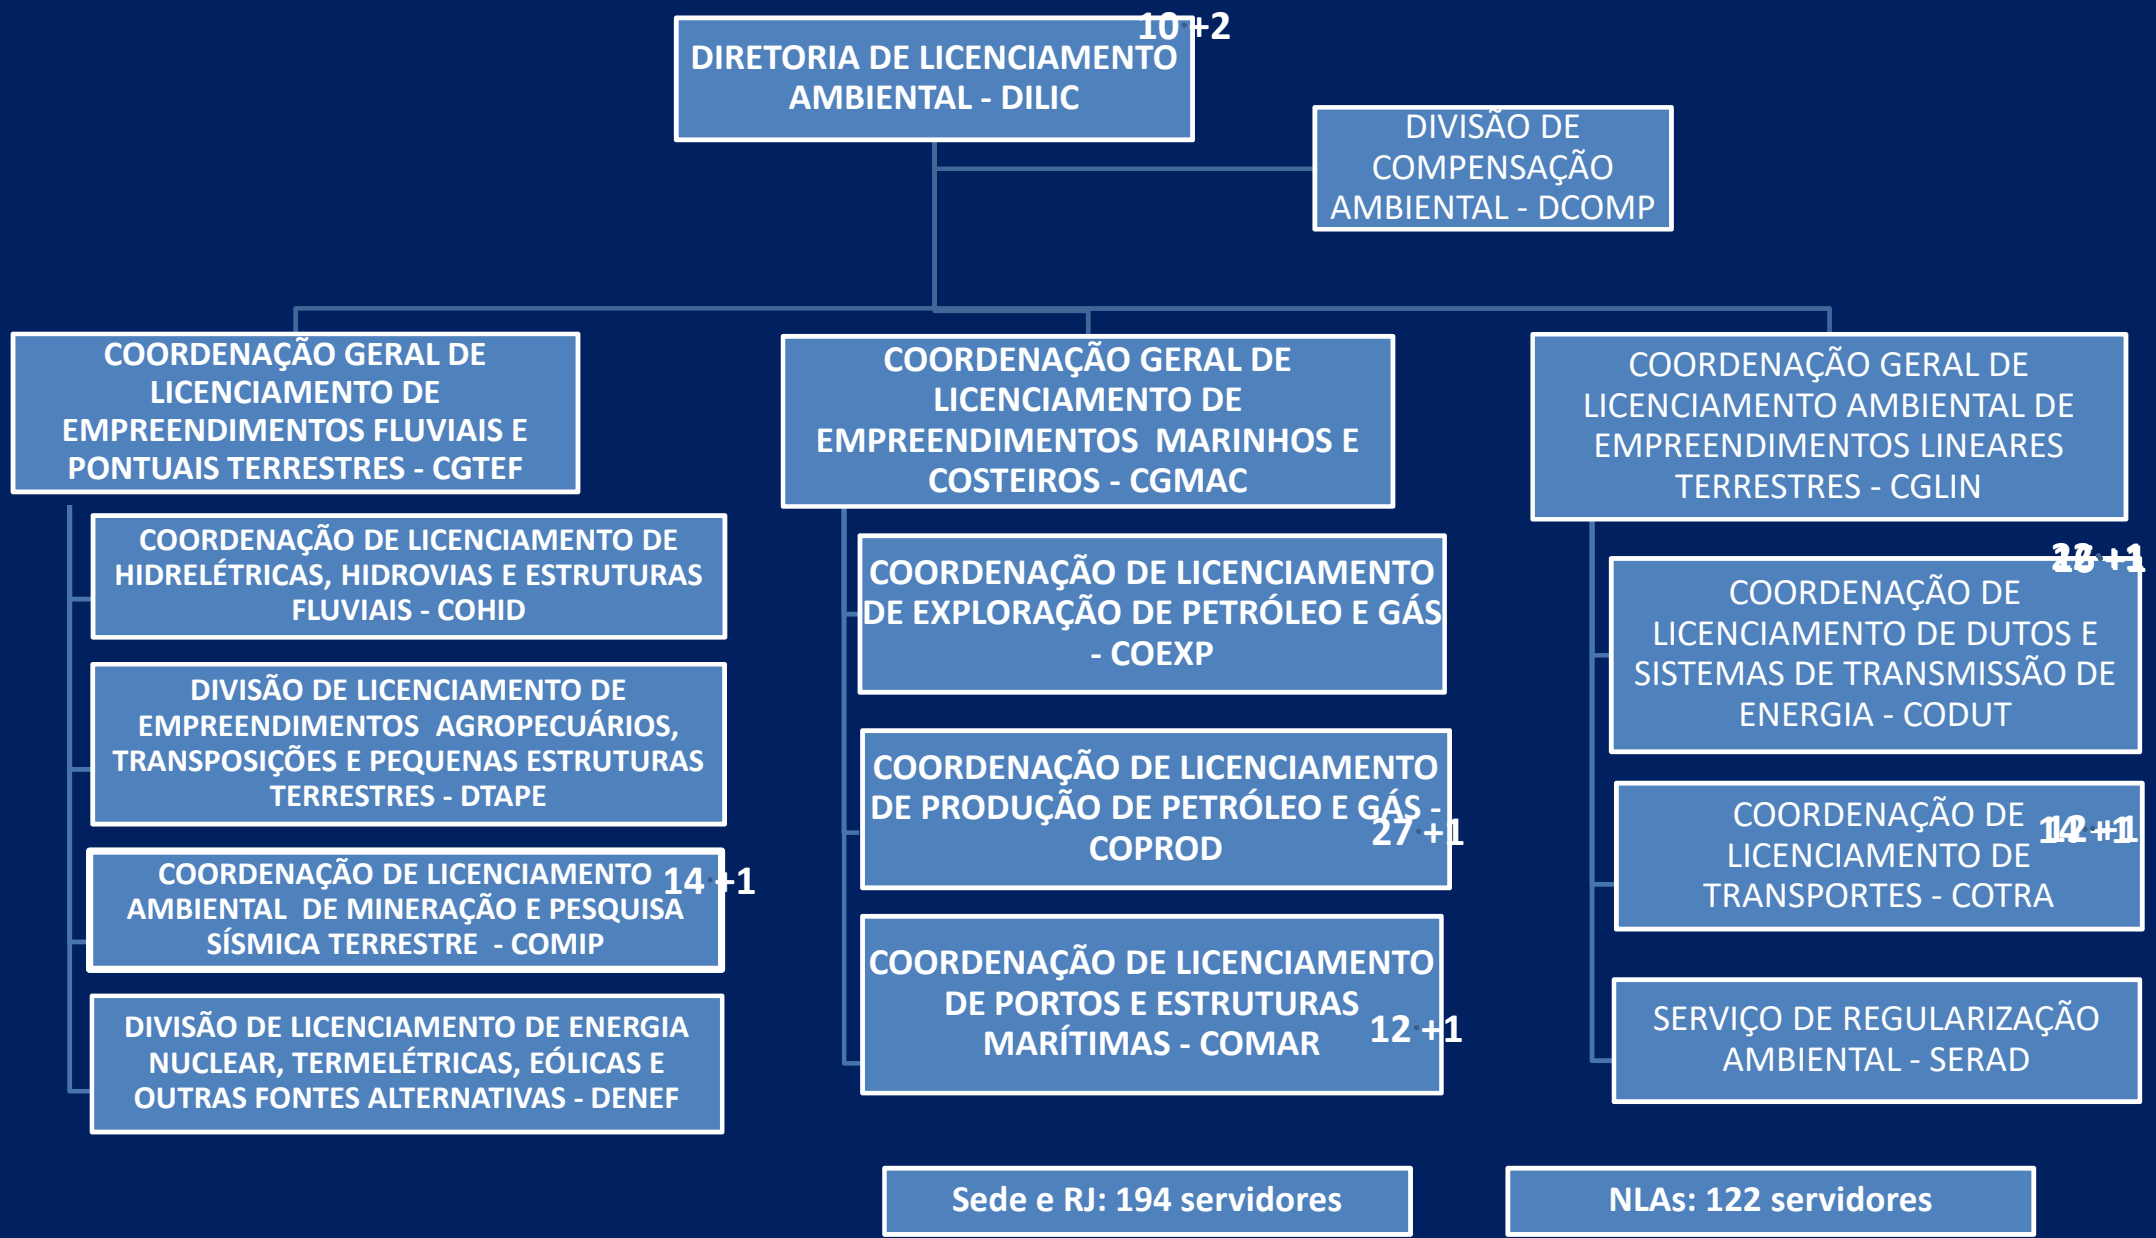 10 +2
DIRETORIA DE LICENCIAMENTO
AMBIENTAL - DILIC
DIVISÃO DE
COMPENSAÇÃO
AMBIENTAL - DCOMP
COORDENAÇÃO GERAL DE
LICENCIAMENTO DE
EMPREENDIMENTOS FLUVIAIS E
PONTUAIS TERRESTRES - CGTEF
COORDENAÇÃO DE LICENCIAMENTO DE
HIDRELÉTRICAS, HIDROVIAS E ESTRUTURAS
FLUVIAIS - COHID
DIVISÃO DE LICENCIAMENTO DE
EMPREENDIMENTOS AGROPECUÁRIOS,
TRANSPOSIÇÕES E PEQUENAS ESTRUTURAS
TERRESTRES - DTAPE
COORDENAÇÃO DE LICENCIAMENTO
AMBIENTAL DE MINERAÇÃO E PESQUISA
SÍSMICA TERRESTRE - COMIP
14 +1
DIVISÃO DE LICENCIAMENTO DE ENERGIA
NUCLEAR, TERMELÉTRICAS, EÓLICAS E
OUTRAS FONTES ALTERNATIVAS - DENEF
COORDENAÇÃO GERAL DE
LICENCIAMENTO DE
EMPREENDIMENTOS MARINHOS E
COSTEIROS - CGMAC
COORDENAÇÃO DE LICENCIAMENTO
DE EXPLORAÇÃO DE PETRÓLEO E GÁS
- COEXP
COORDENAÇÃO DE LICENCIAMENTO
DE PRODUÇÃO DE PETRÓLEO E GÁS -
COPROD
27 +1
COORDENAÇÃO DE LICENCIAMENTO
DE PORTOS E ESTRUTURAS
MARÍTIMAS - COMAR
12 +1
COORDENAÇÃO GERAL DE
LICENCIAMENTO AMBIENTAL DE
EMPREENDIMENTOS LINEARES
TERRESTRES - CGLIN
COORDENAÇÃO DE
LICENCIAMENTO DE DUTOS E
SISTEMAS DE TRANSMISSÃO DE
ENERGIA - CODUT
COORDENAÇÃO DE
LICENCIAMENTO DE
TRANSPORTES - COTRA
SERVIÇO DE REGULARIZAÇÃO
AMBIENTAL - SERAD
Sede e RJ: 194 servidores
NLAs: 122 servidores